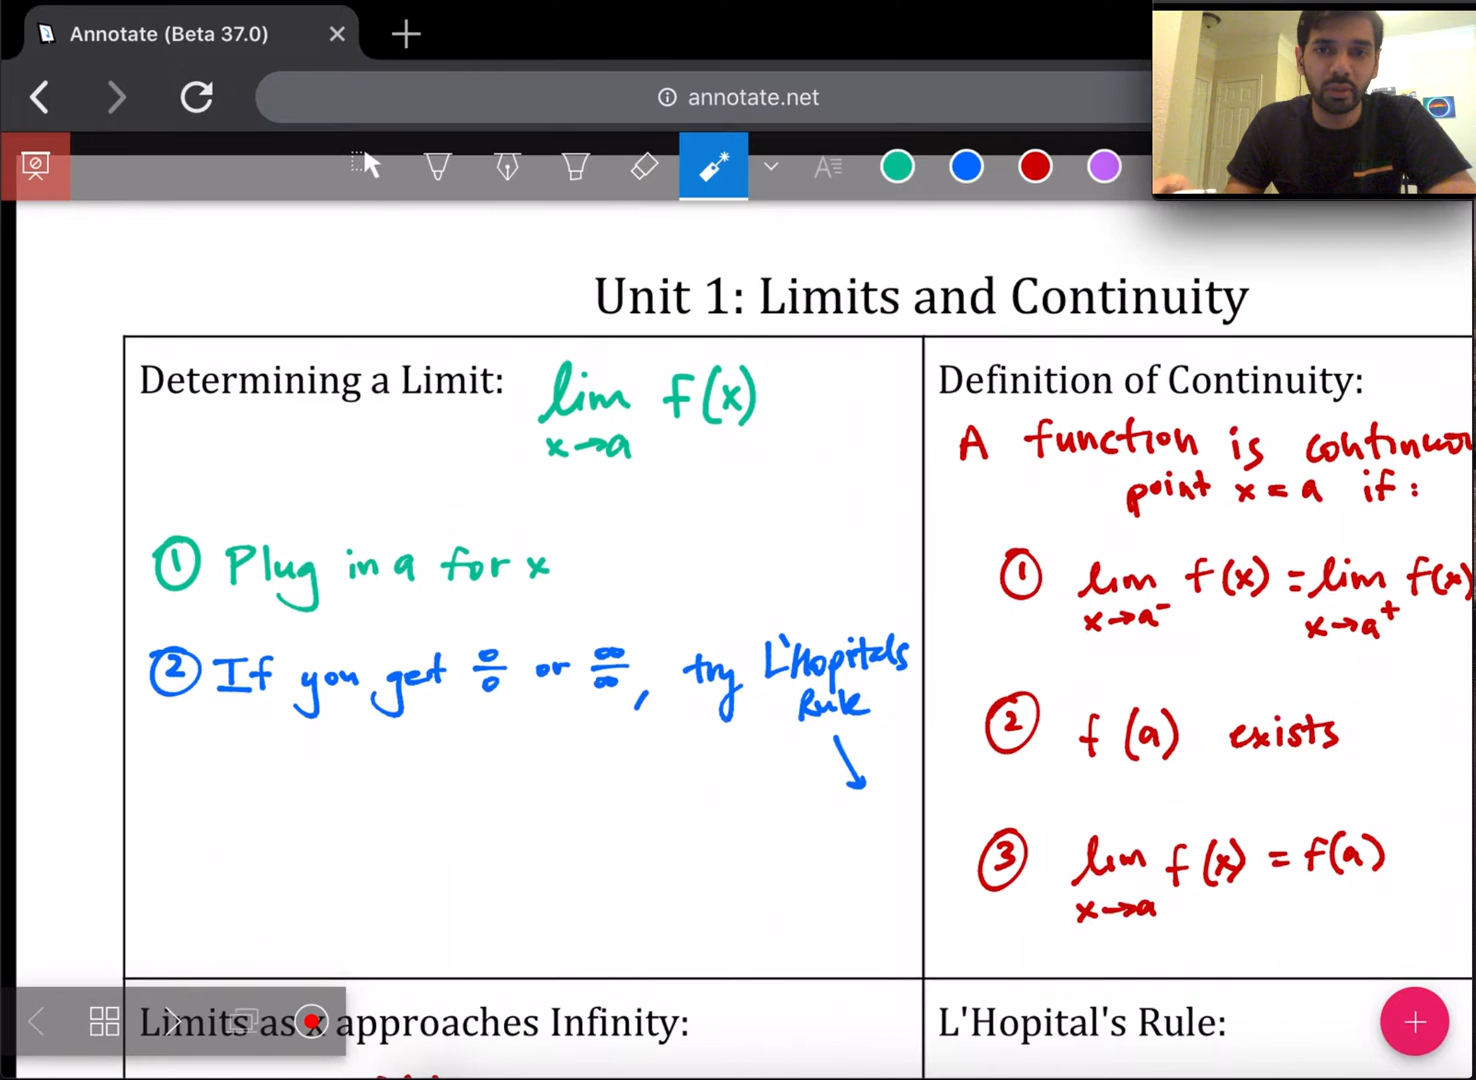 Annotate (Beta 37.0)
annotate.net
Unit 1: Limits and Continuity
Determining a Limit: lim f(x)
x→a
① Plug in a for x
② If you get 0/0 or ∞/∞, try L'Hopitals
Rule
Definition of Continuity:
A function is continuou
point x = a if:
① lim f(x) = lim f(x)
x→a⁻ x→a⁺
② f(a) exists
③ lim f(x) = f(a)
x→a
Limits as x approaches Infinity:
L'Hopital's Rule: